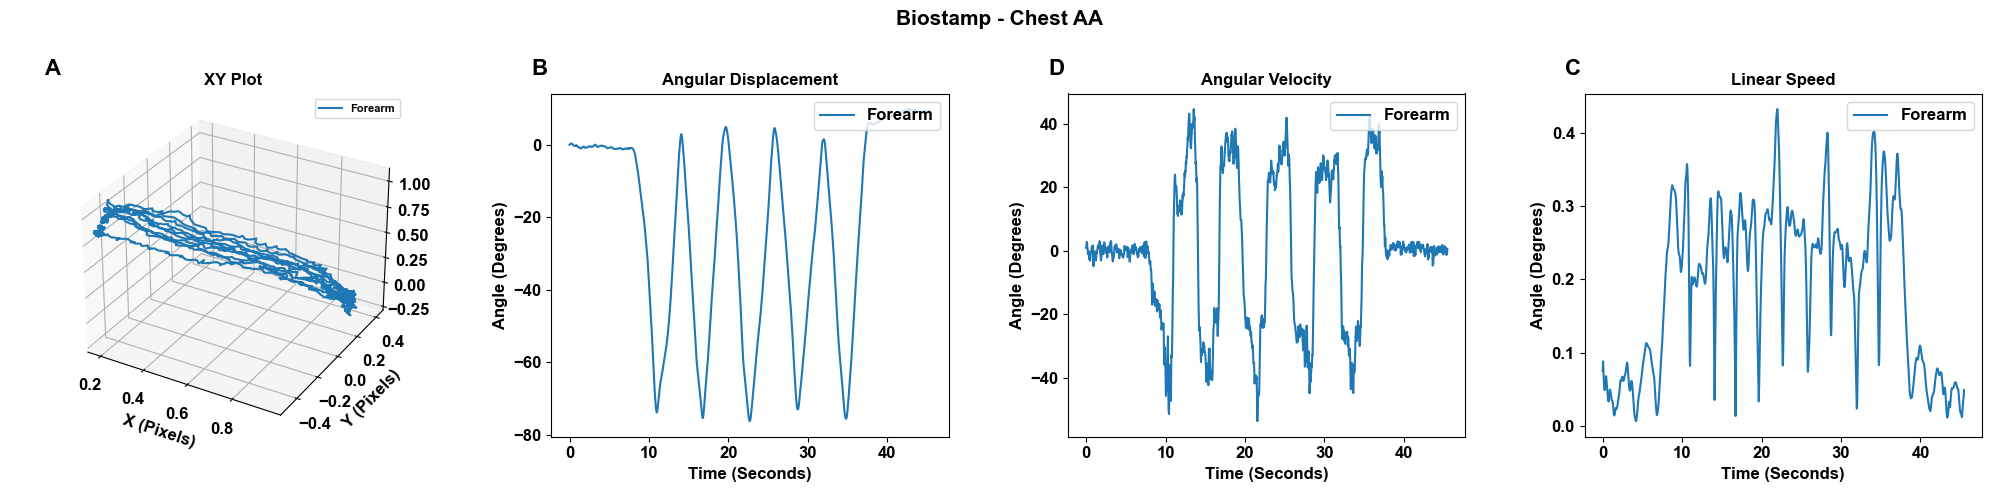 Biostamp - Chest AA
A
XY Plot
Forearm
1.00
0.75
0.50
0.25
0.00
−0.25
0.2
0.4
0.6
0.8
X (Pixels)
−0.4
−0.2
0.0
0.2
0.4
Y (Pixels)
B
Angular Displacement
Forearm
0
−20
−40
−60
−80
Angle (Degrees)
0 10 20 30 40
Time (Seconds)
D
Angular Velocity
Forearm
40
20
0
−20
−40
Angle (Degrees)
0 10 20 30 40
Time (Seconds)
C
Linear Speed
Forearm
0.4
0.3
0.2
0.1
0.0
Angle (Degrees)
0 10 20 30 40
Time (Seconds)